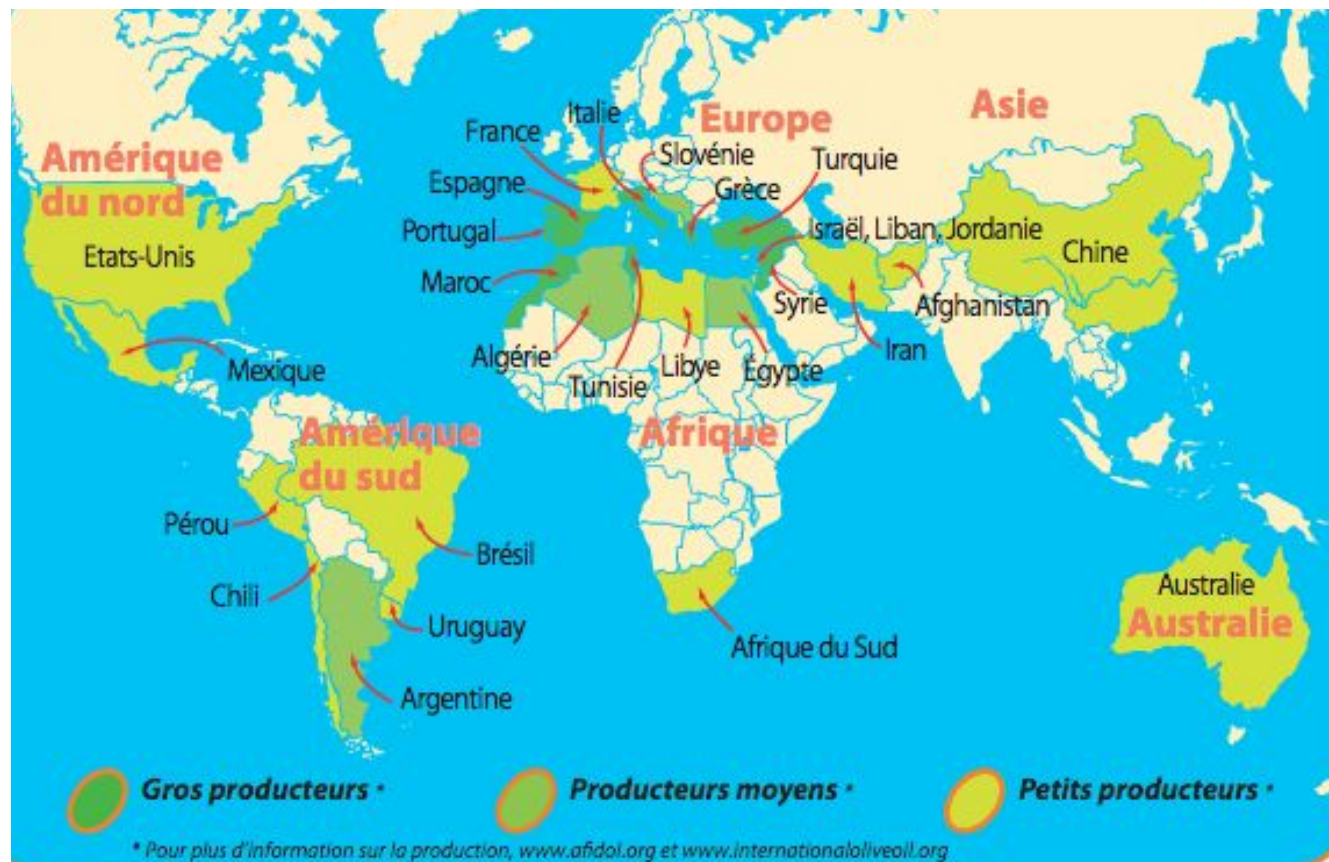 Amérique
du nord
Etats-Unis
Mexique
Italie
France
Europe
Asie
Slovénie
Turquie
Espagne
Grèce
Portugal
Israël, Liban, Jordanie
Maroc
Chine
Syrie
Afghanistan
Algérie
Tunisie
Libye
Égypte
Iran
Amérique
du sud
Afrique
Pérou
Brésil
Chili
Uruguay
Argentine
Afrique du Sud
Australie
Australie
Gros producteurs *
Producteurs moyens *
Petits producteurs *
* Pour plus d'information sur la production, www.afidol.org et www.internationaloliveoil.org